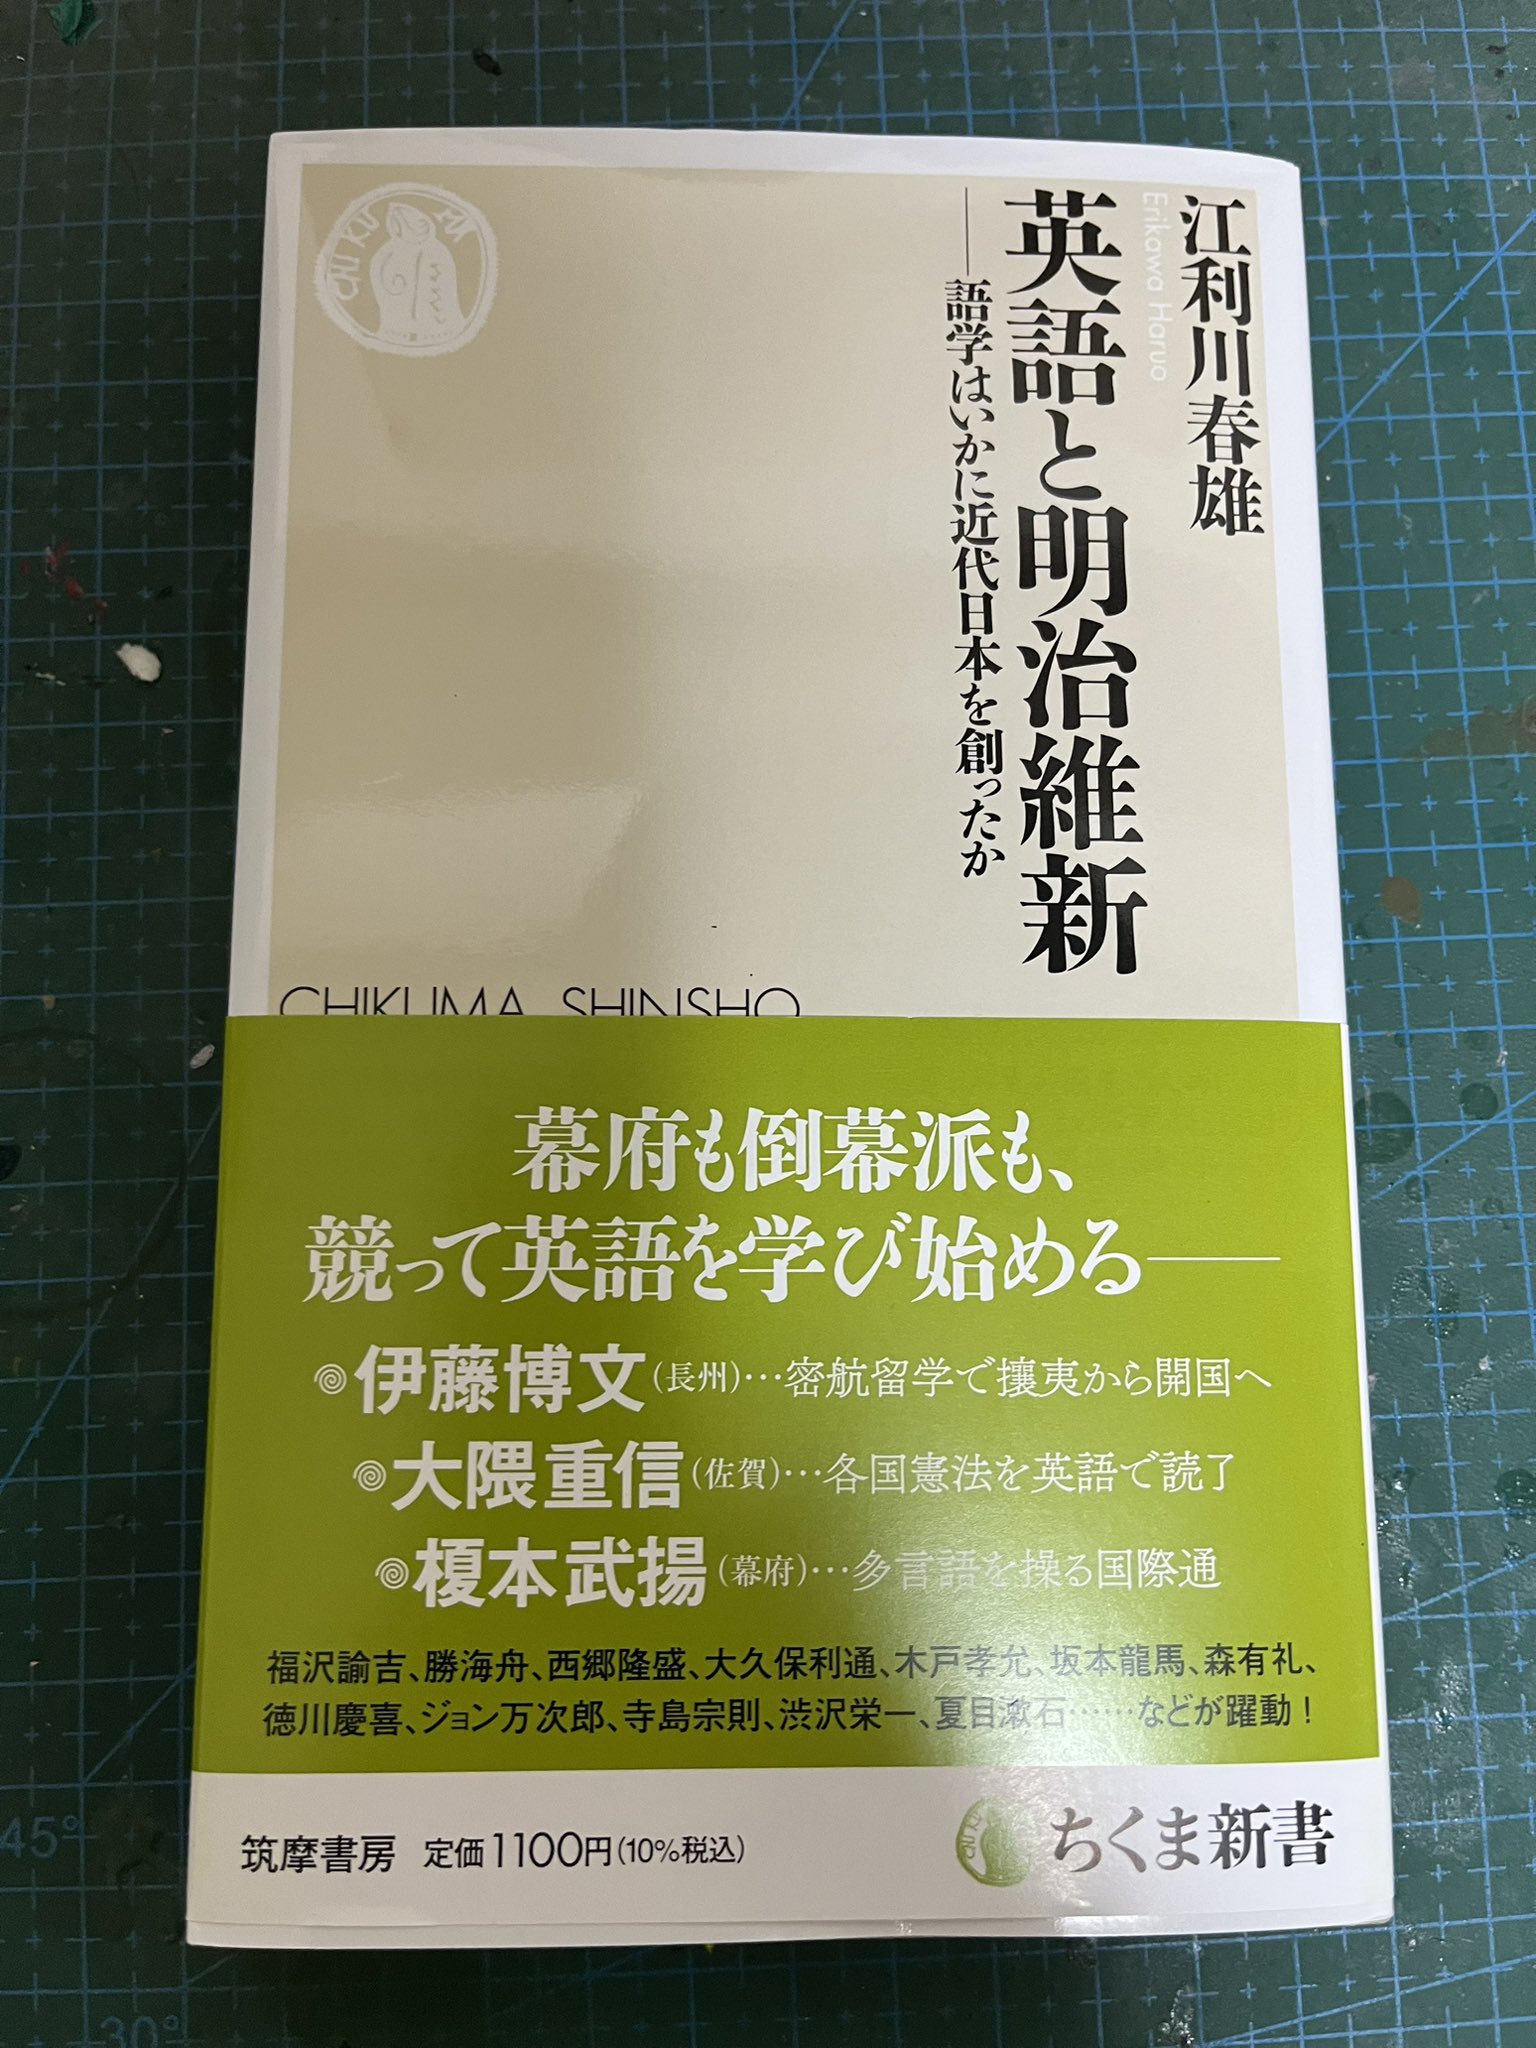 江利川春雄
Erikawa Haruo
英語と明治維新
――語学はいかに近代日本を創ったか
CHIKUMA
CHIKUMA SHINSHO
幕府も倒幕派も、
競って英語を学び始める――
伊藤博文(長州)…密航留学で攘夷から開国へ
大隈重信(佐賀)…各国憲法を英語で読了
榎本武揚(幕府)…多言語を操る国際通
福沢諭吉、勝海舟、西郷隆盛、大久保利通、木戸孝允、坂本龍馬、森有礼、
徳川慶喜、ジョン万次郎、寺島宗則、渋沢栄一、夏目漱石……などが躍動！
筑摩書房 定価1100円(10%税込)
ちくま新書
45°
30°